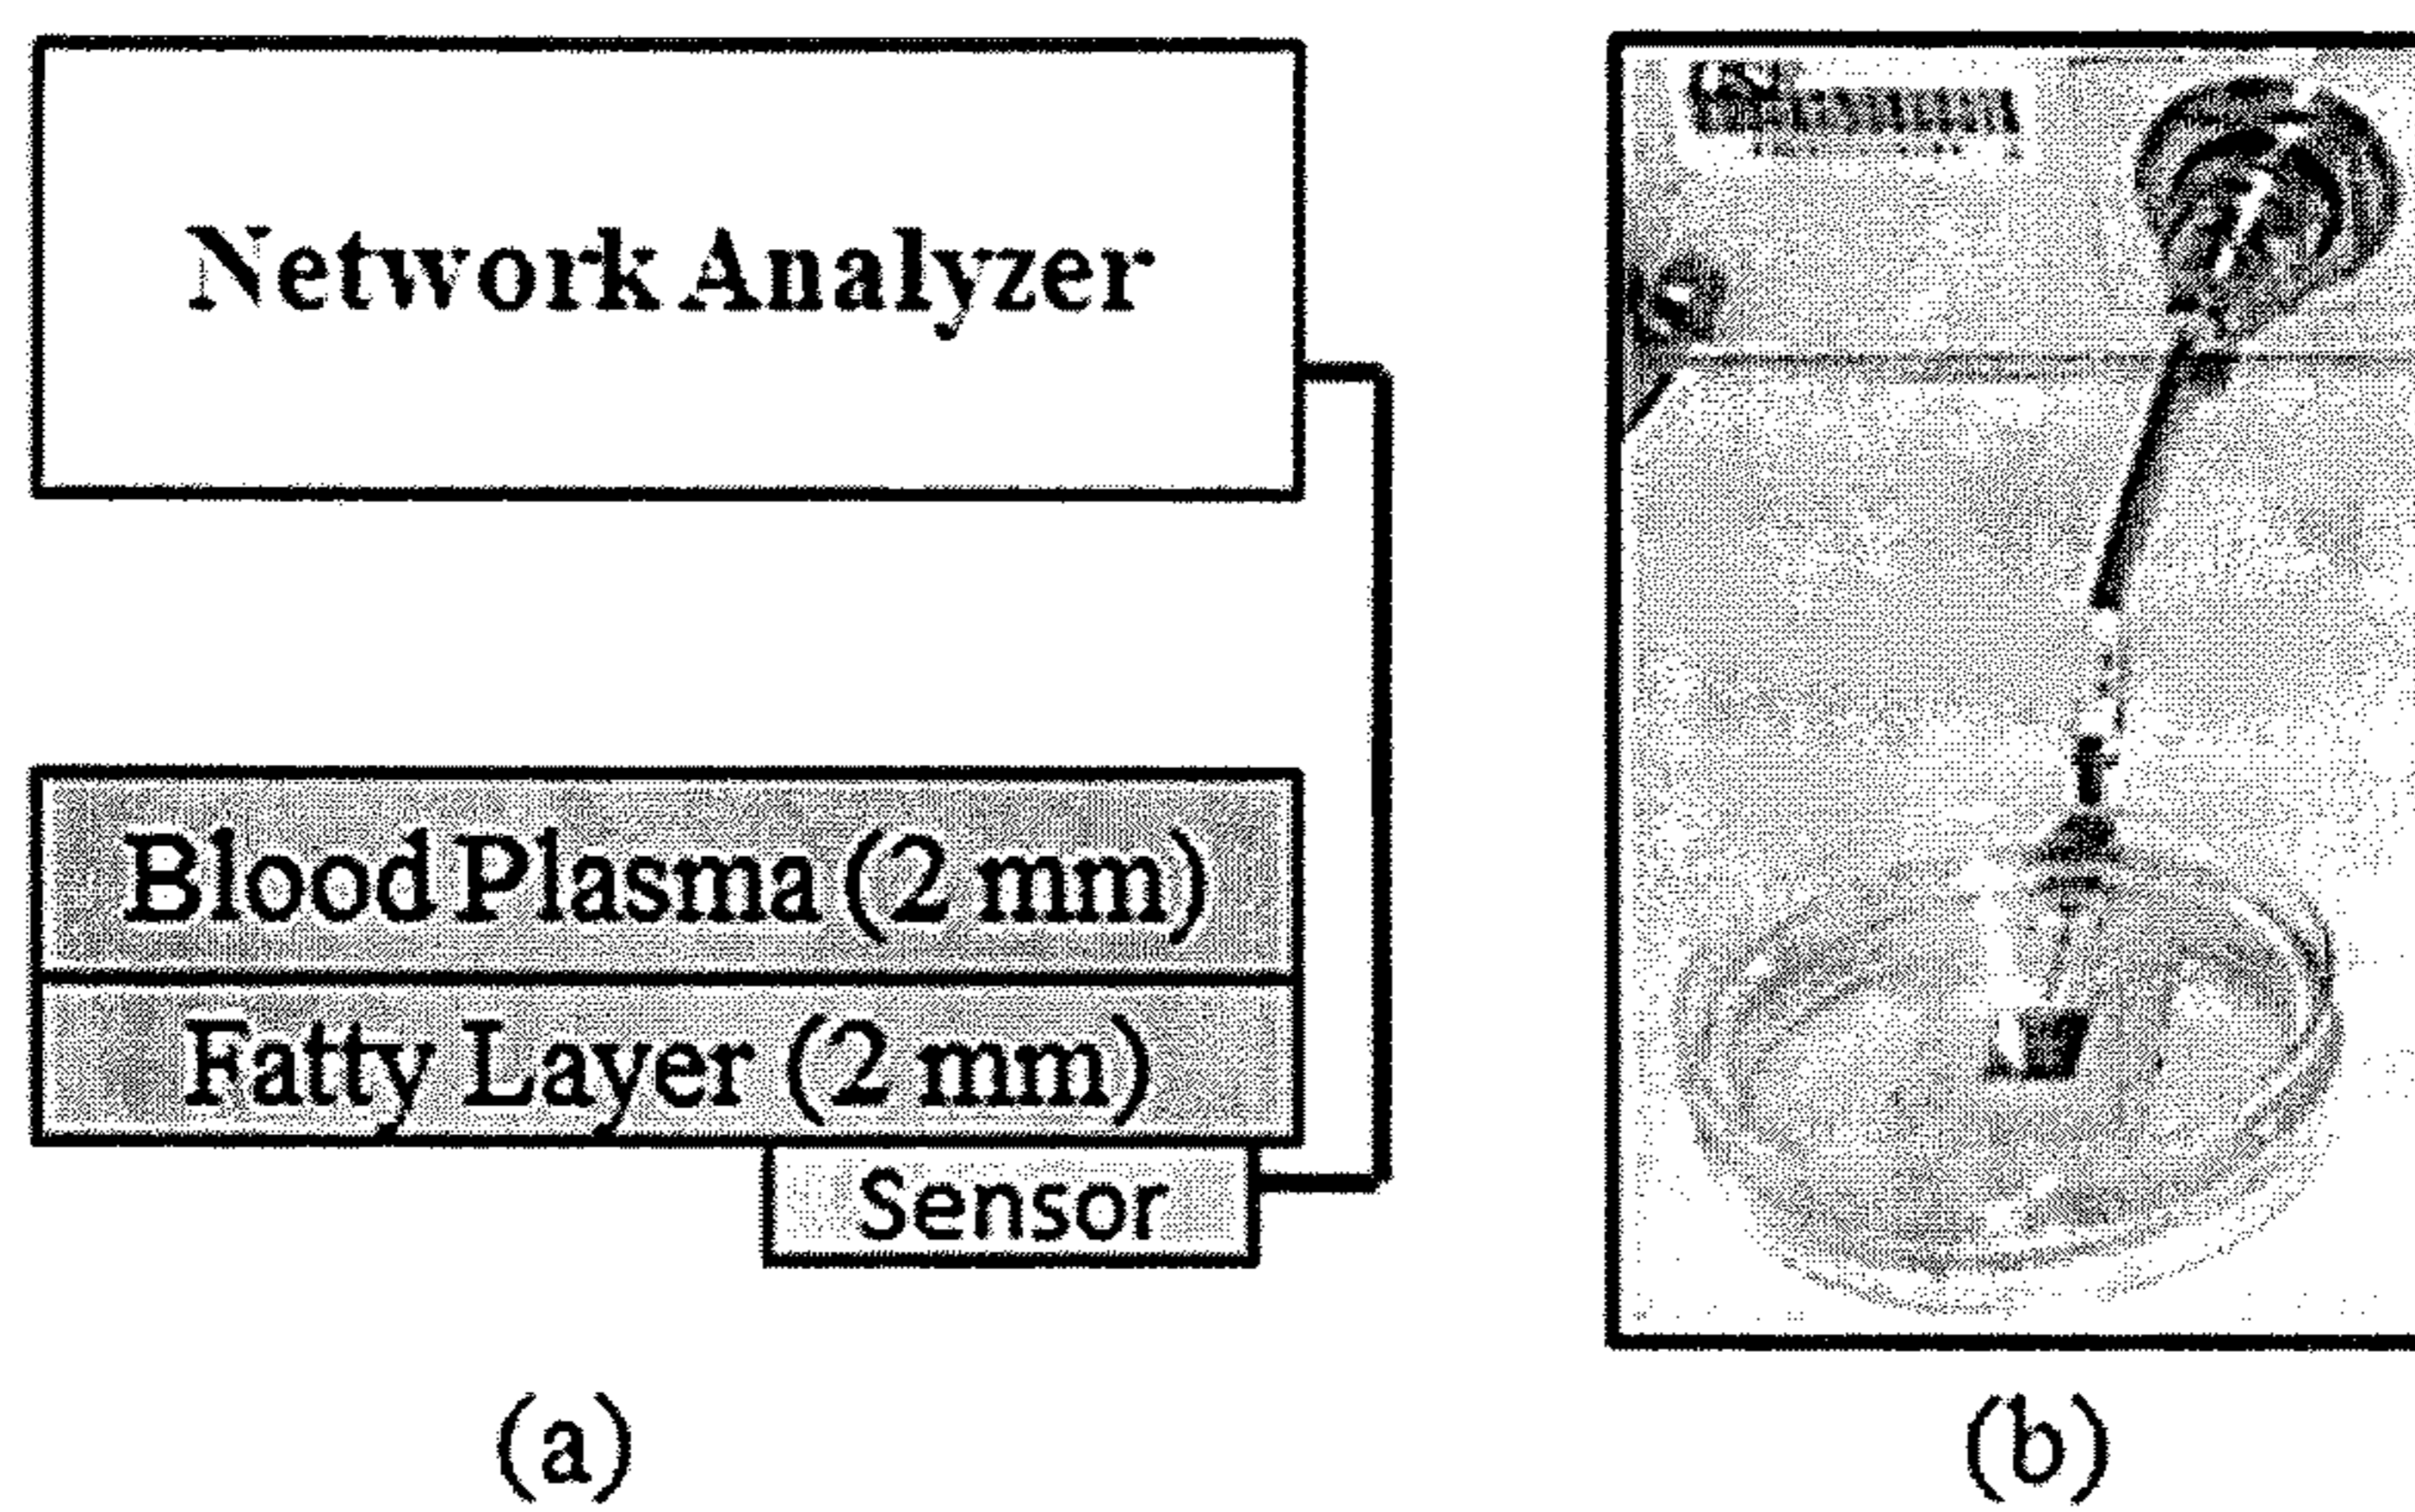 Network Analyzer
Blood Plasma (2 mm)
Fatty Layer (2 mm)
Sensor
(a)
(b)